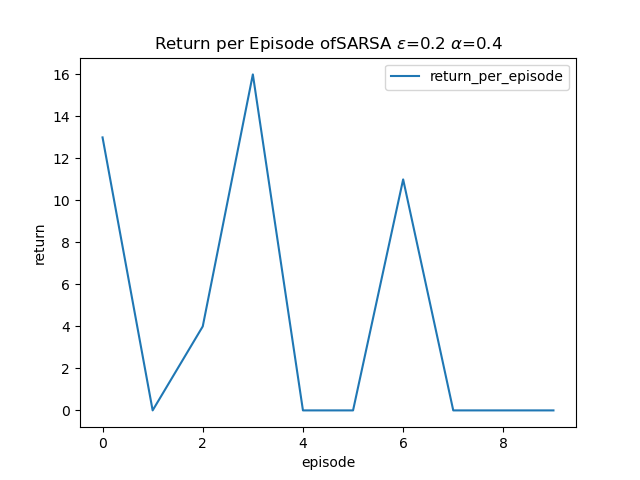 Return per Episode ofSARSA ε=0.2 α=0.4
return_per_episode
16
14
12
10
8
6
4
2
0
return
0 2 4 6 8
episode